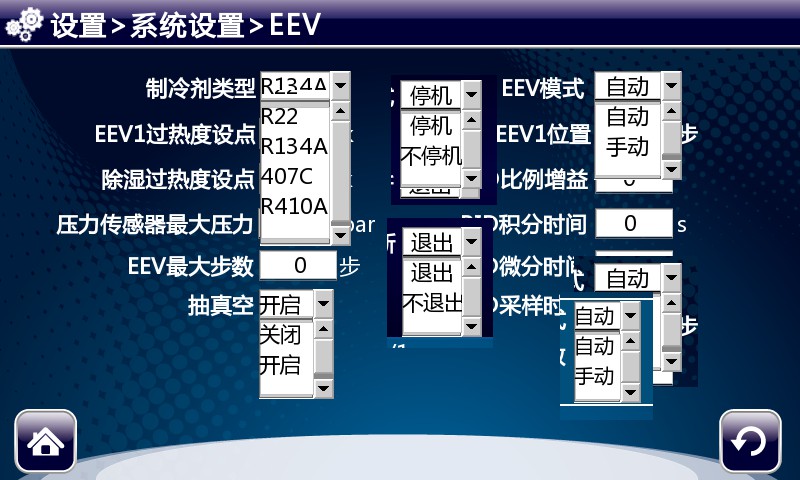 设置>系统设置>EEV
制冷剂类型 R134A
R22
R134A
407C
R410A
EEV1过热度设点
除湿过热度设点
压力传感器最大压力 bar
EEV最大步数 0 步
抽真空 开启
关闭
开启
停机
停机
不停机
退出
退出
不退出
EEV模式 自动
自动
手动
EEV1位置 步
比例增益 0
PID积分时间 0 s
D微分时间
D采样时
自动
步
自动
自动
手动